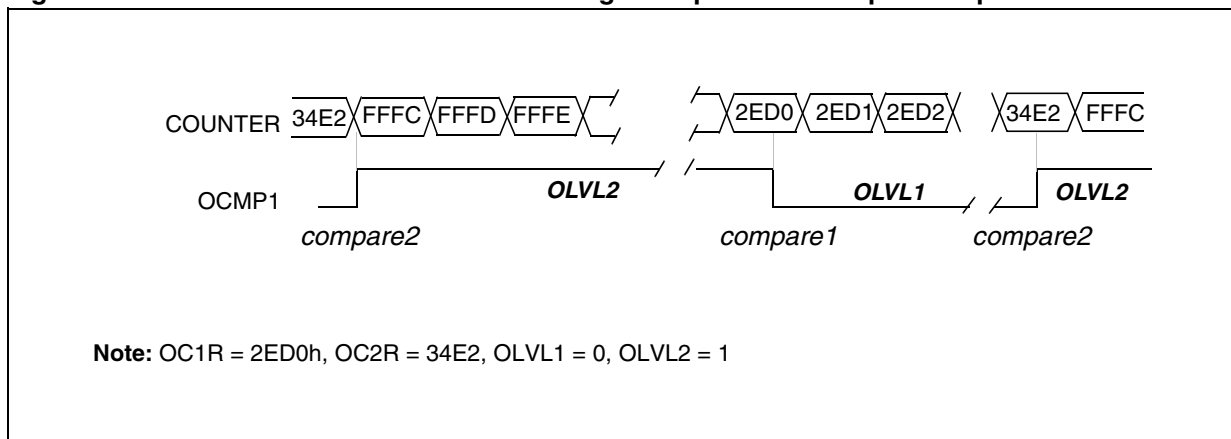 COUNTER 34E2 FFFC FFFD FFFE 2ED0 2ED1 2ED2 34E2 FFFC
OCMP1 OLVL2 OLVL1 OLVL2
compare2 compare1 compare2
Note: OC1R = 2ED0h, OC2R = 34E2, OLVL1 = 0, OLVL2 = 1